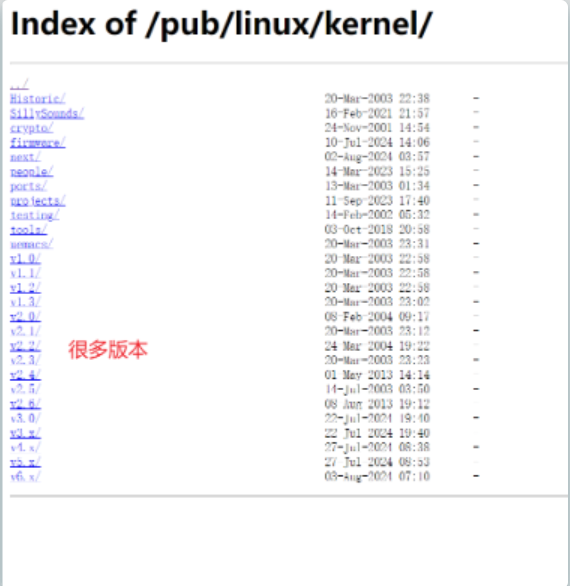 Index of /pub/linux/kernel/
../
Historic/ 20-Mar-2003 22:38 -
SillySounds/ 16-Feb-2021 21:57 -
crypto/ 24-Nov-2001 14:54 -
firmware/ 10-Jul-2024 14:06 -
next/ 02-Aug-2024 03:57 -
people/ 14-Mar-2023 15:25 -
ports/ 13-Mar-2003 01:34 -
projects/ 11-Sep-2023 17:40 -
testing/ 14-Feb-2002 05:32 -
tools/ 03-Oct-2018 20:58 -
uemacs/ 20-Mar-2003 23:31 -
v1.0/ 20-Mar-2003 22:58 -
v1.1/ 20-Mar-2003 22:58 -
v1.2/ 20-Mar-2003 22:58 -
v1.3/ 20-Mar-2003 23:02 -
v2.0/ 08-Feb-2004 09:17 -
v2.1/ 20-Mar-2003 23:12 -
v2.2/ 24-Mar-2004 19:22 -
很多版本
v2.3/ 20-Mar-2003 23:23 -
v2.4/ 01-May-2013 14:14 -
v2.5/ 14-Jul-2003 03:50 -
v2.6/ 08-Aug-2013 19:12 -
v3.0/ 22-Jul-2024 19:40 -
v3.x/ 22-Jul-2024 19:40 -
v4.x/ 27-Jul-2024 08:38 -
v5.x/ 27-Jul-2024 08:53 -
v6.x/ 03-Aug-2024 07:10 -